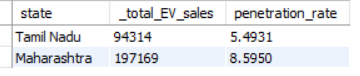 state _total_EV_sales penetration_rate
Tamil Nadu 94314 5.4931
Maharashtra 197169 8.5950